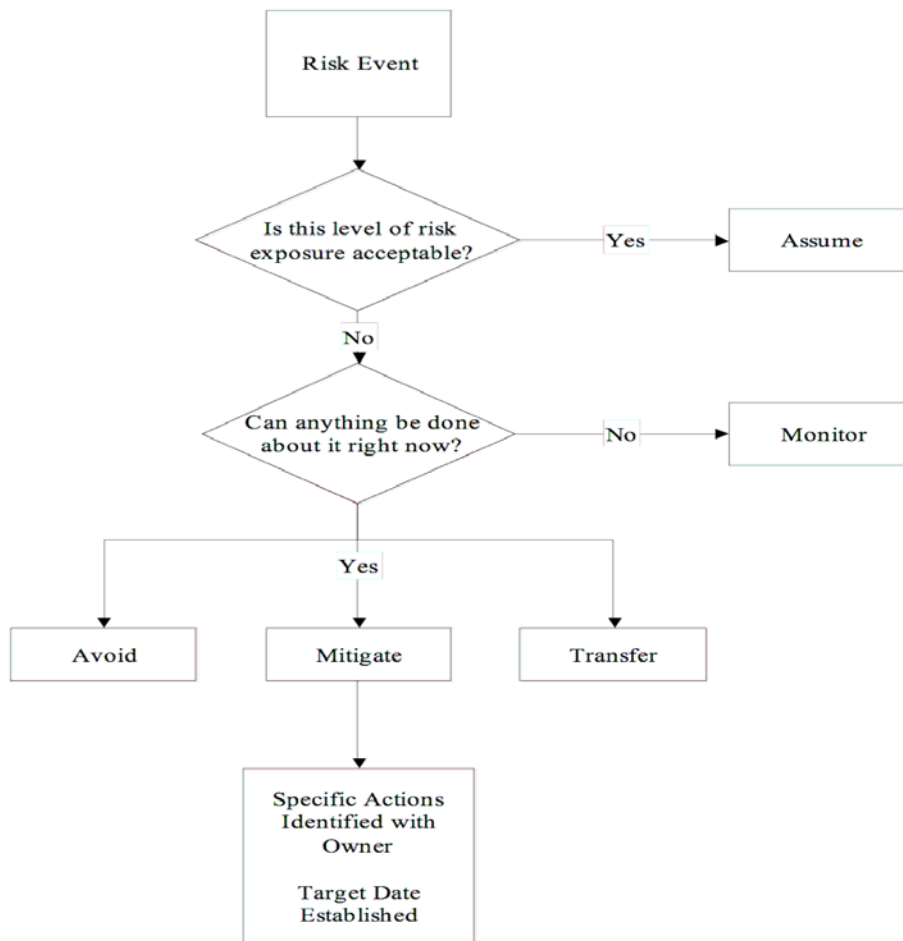 Risk Event
Is this level of risk
exposure acceptable?
Yes
Assume
No
Can anything be done
about it right now?
No
Monitor
Yes
Avoid
Mitigate
Transfer
Specific Actions
Identified with
Owner
Target Date
Established